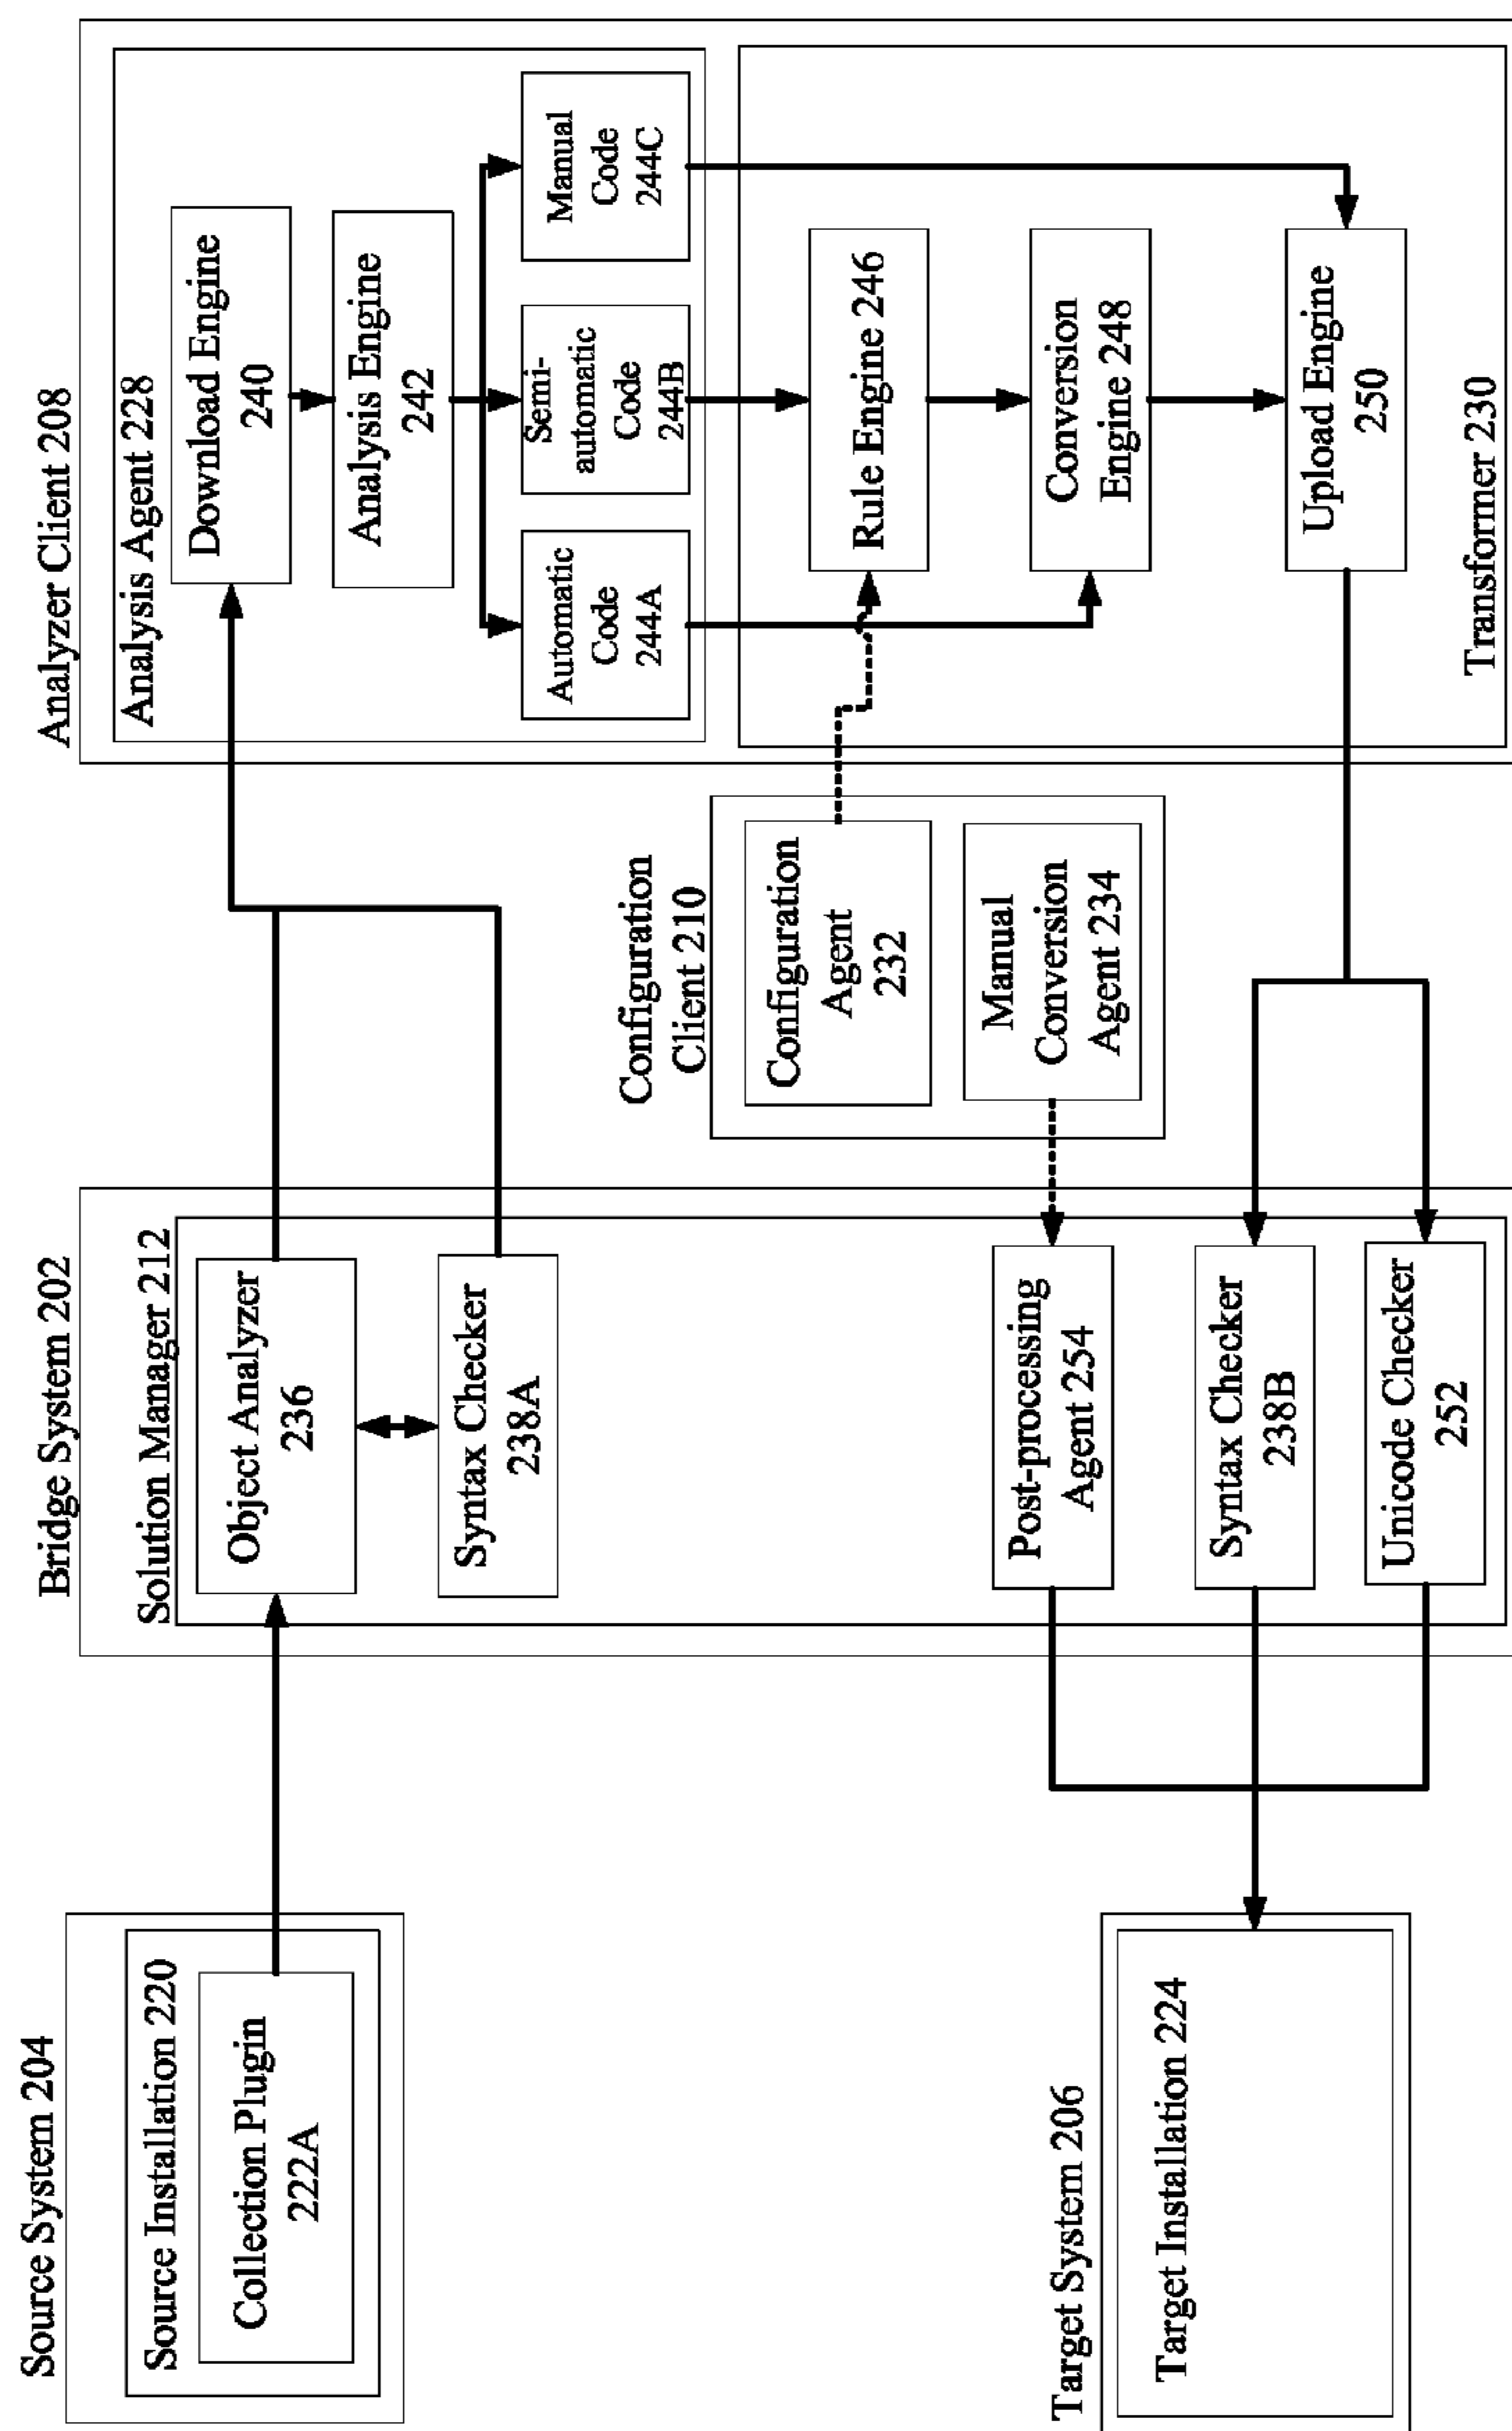 Source System 204
Source Installation 220
Collection Plugin
222A
Target System 206
Target Installation 224
Bridge System 202
Solution Manager 212
Object Analyzer
236
Syntax Checker
238A
Post-processing
Agent 254
Syntax Checker
238B
Unicode Checker
252
Configuration
Client 210
Configuration
Agent
232
Manual
Conversion
Agent 234
Analyzer Client 208
Analysis Agent 228
Download Engine
240
Analysis Engine
242
Automatic
Code
244A
Semi-
automatic
Code
244B
Manual
Code
244C
Rule Engine 246
Conversion
Engine 248
Upload Engine
250
Transformer 230